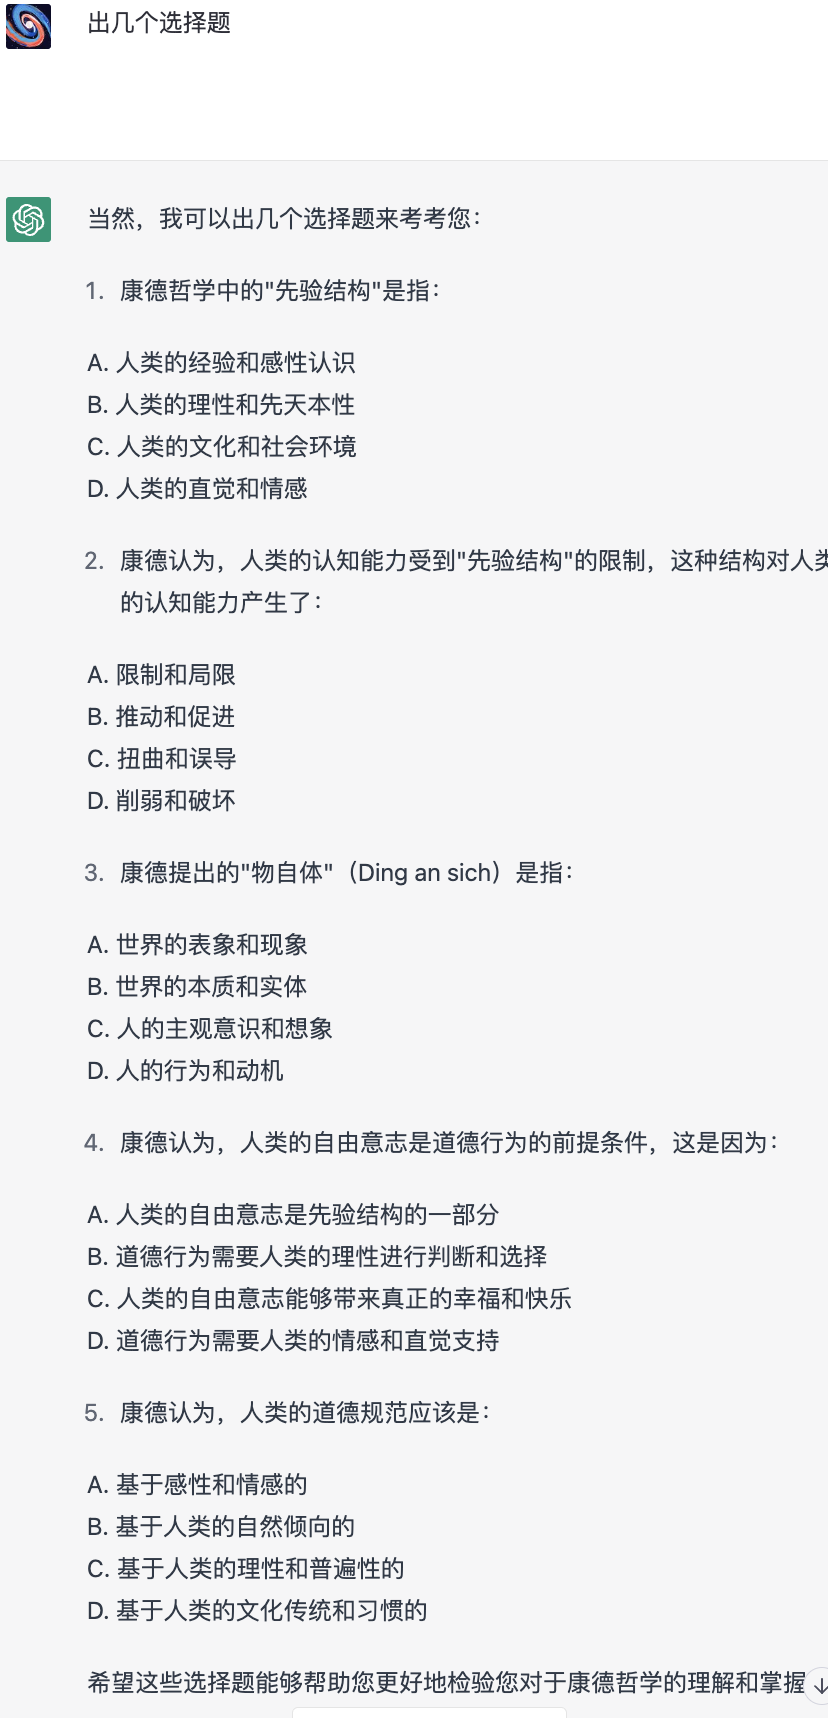 出几个选择题
当然，我可以出几个选择题来考考您：
1. 康德哲学中的"先验结构"是指：
A. 人类的经验和感性认识
B. 人类的理性和先天本性
C. 人类的文化和社会环境
D. 人类的直觉和情感
2. 康德认为，人类的认知能力受到"先验结构"的限制，这种结构对人类
的认知能力产生了：
A. 限制和局限
B. 推动和促进
C. 扭曲和误导
D. 削弱和破坏
3. 康德提出的"物自体"（Ding an sich）是指：
A. 世界的表象和现象
B. 世界的本质和实体
C. 人的主观意识和想象
D. 人的行为和动机
4. 康德认为，人类的自由意志是道德行为的前提条件，这是因为：
A. 人类的自由意志是先验结构的一部分
B. 道德行为需要人类的理性进行判断和选择
C. 人类的自由意志能够带来真正的幸福和快乐
D. 道德行为需要人类的情感和直觉支持
5. 康德认为，人类的道德规范应该是：
A. 基于感性和情感的
B. 基于人类的自然倾向的
C. 基于人类的理性和普遍性的
D. 基于人类的文化传统和习惯的
希望这些选择题能够帮助您更好地检验您对于康德哲学的理解和掌握